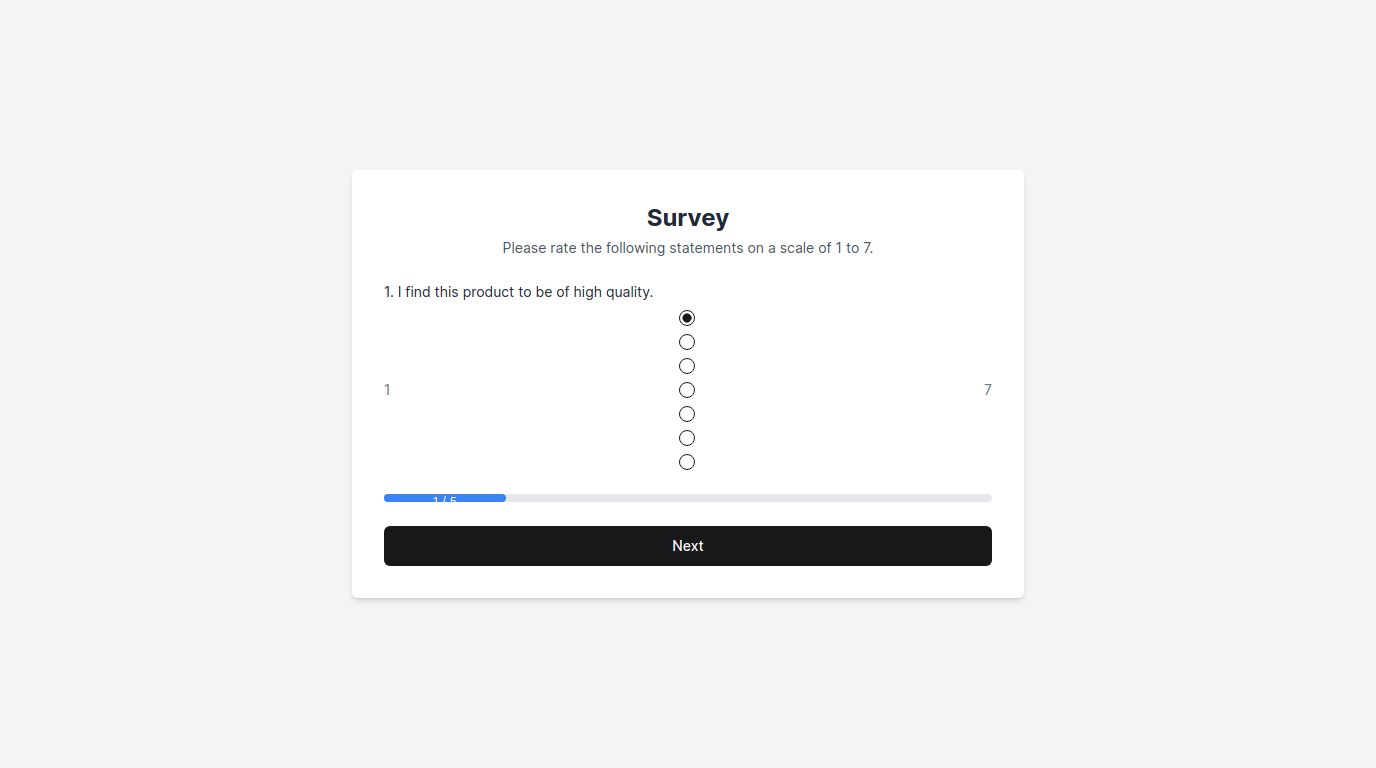 Survey
Please rate the following statements on a scale of 1 to 7.
1. I find this product to be of high quality.
1
7
1 / 5
Next